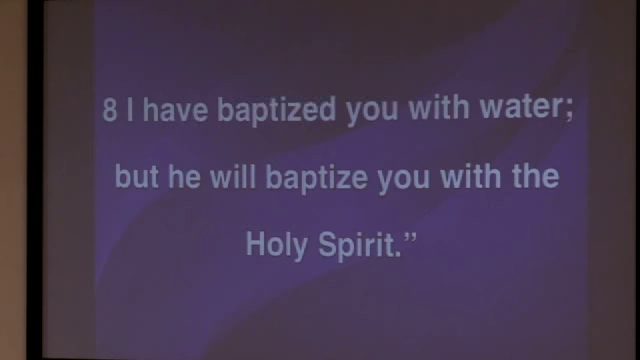 8 I have baptized you with water;
but he will baptize you with the
Holy Spirit.”